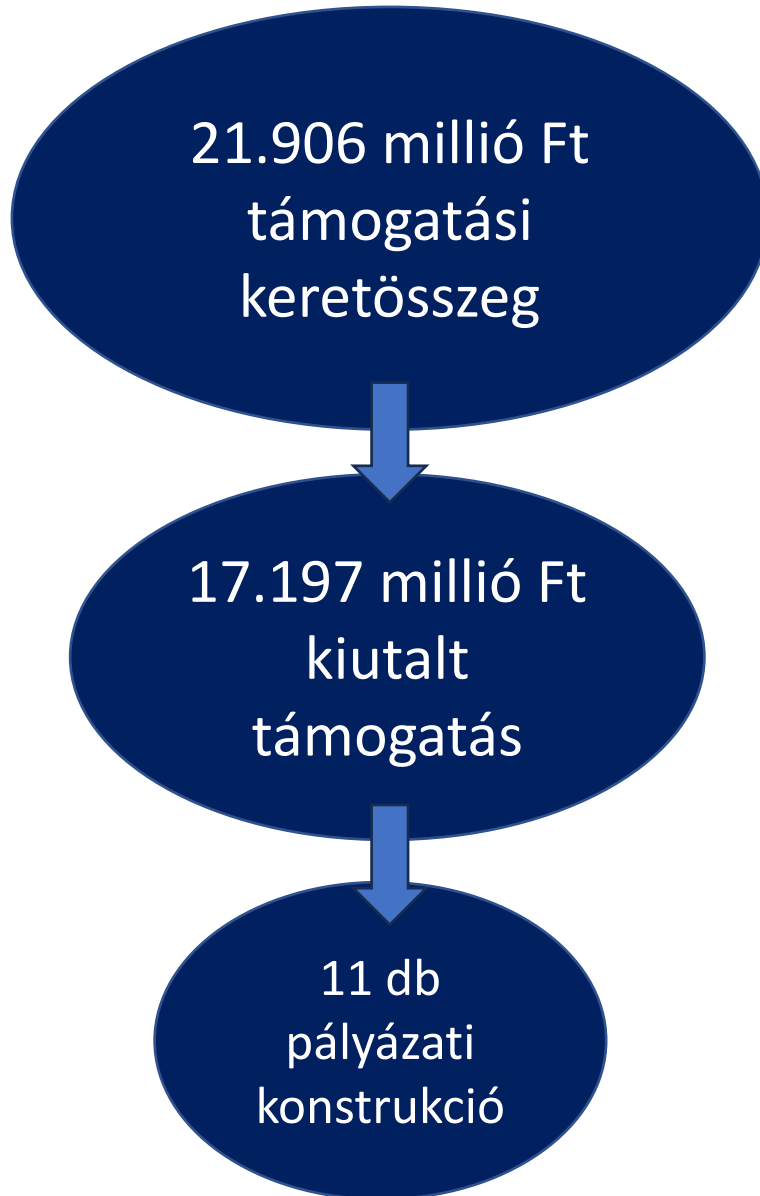 21.906 millió Ft
támogatási
keretösszeg
17.197 millió Ft
kiutalt
támogatás
11 db
pályázati
konstrukció